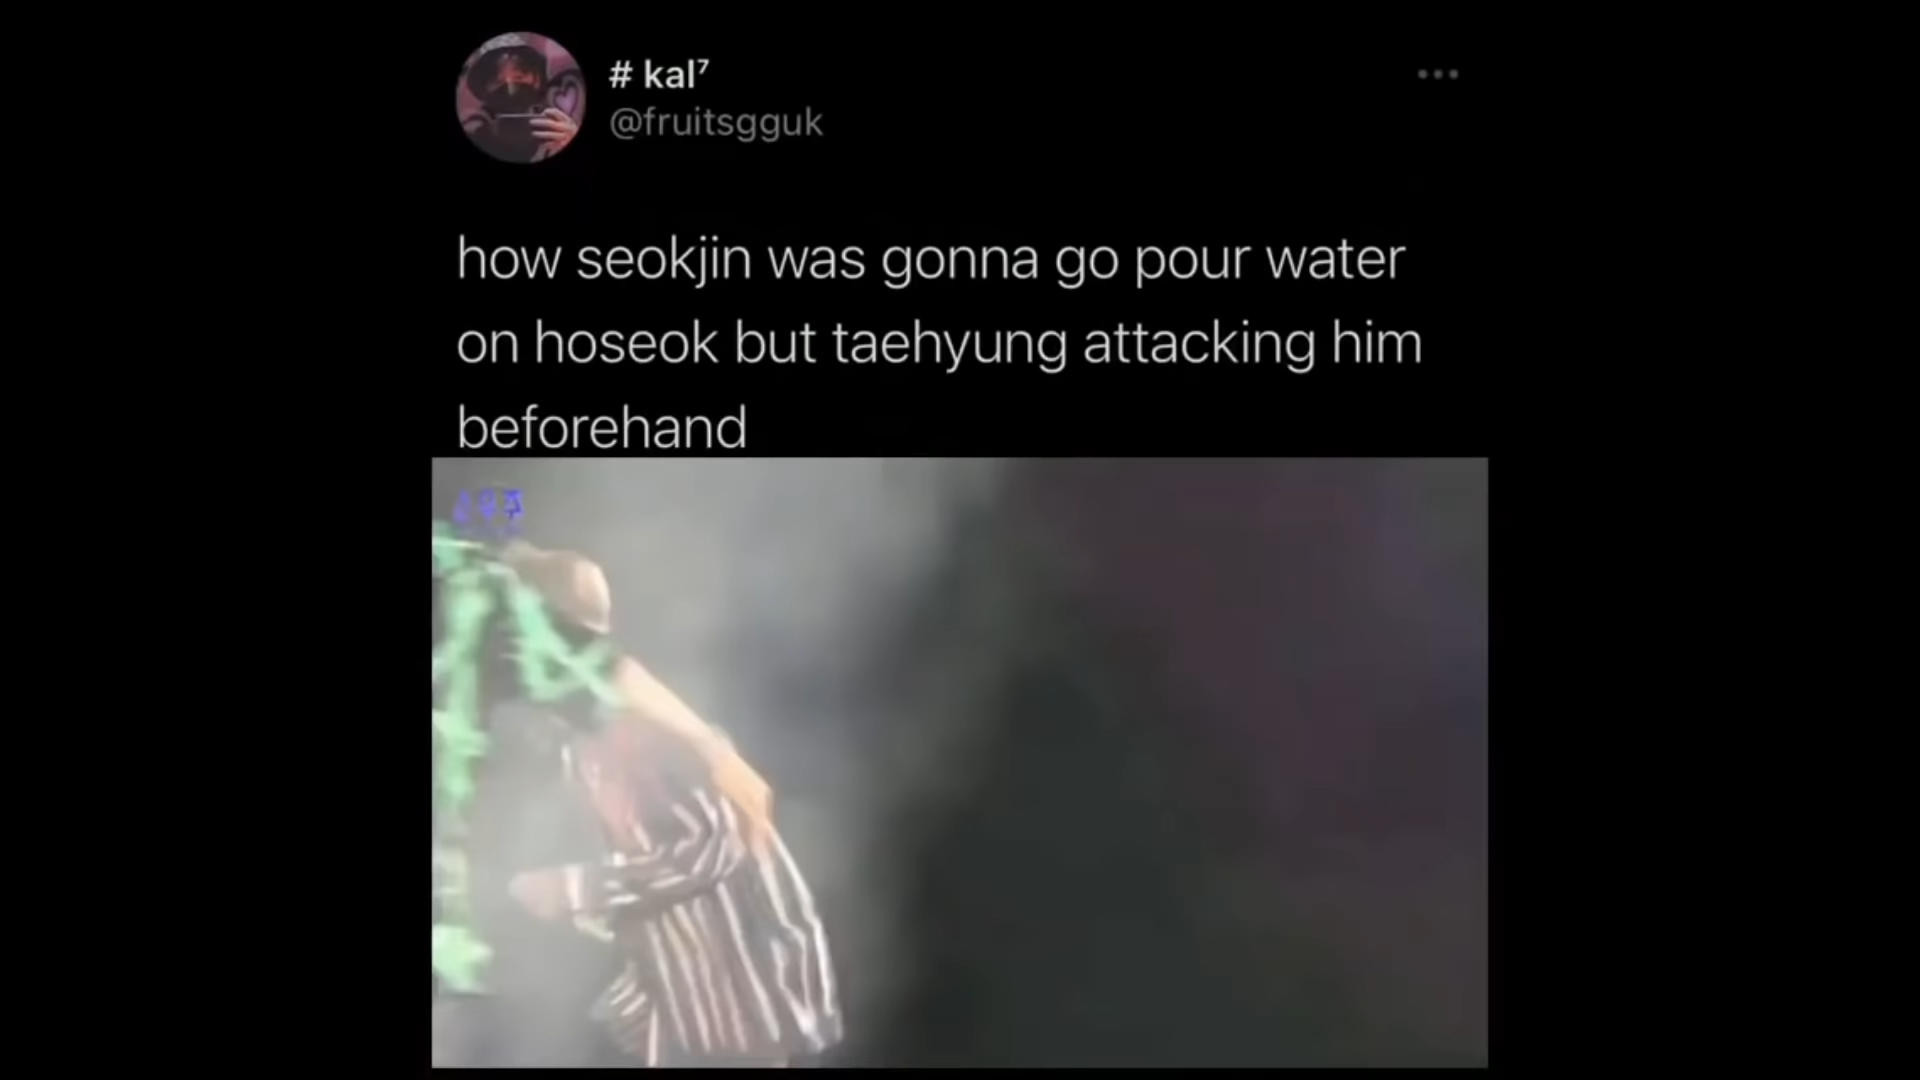 # kal⁷
@fruitsgguk
how seokjin was gonna go pour water
on hoseok but taehyung attacking him
beforehand